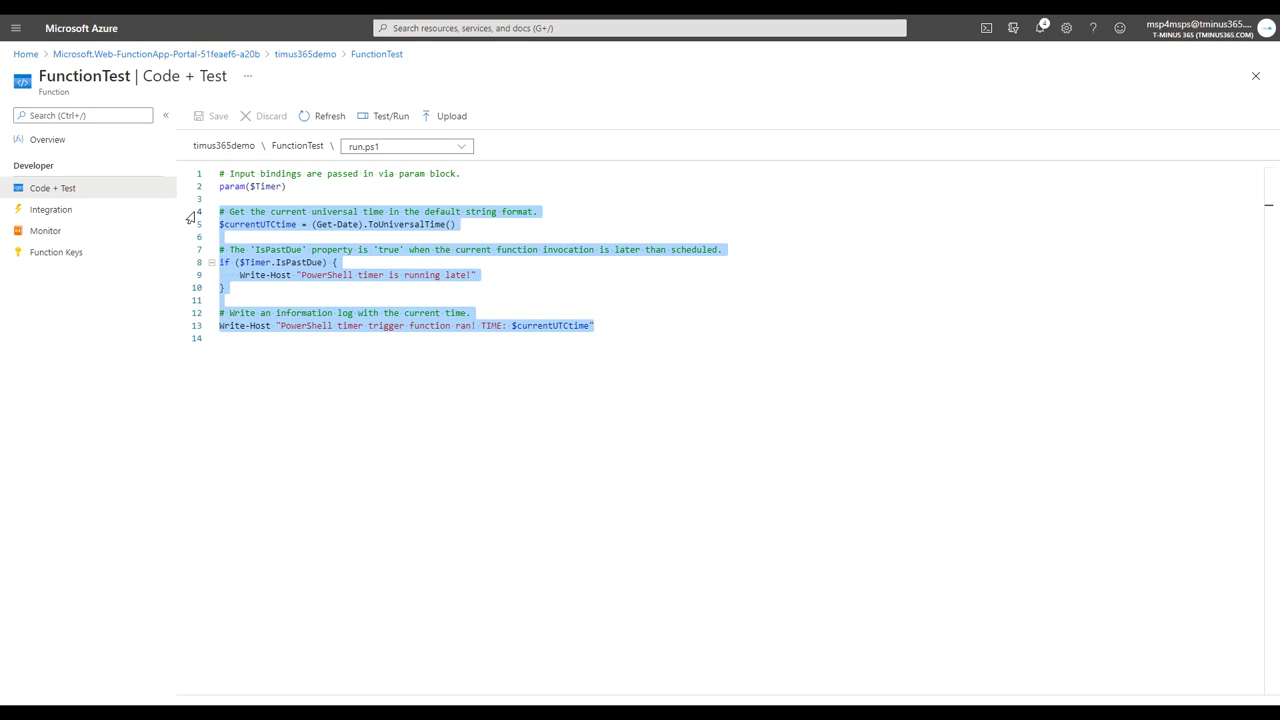 Microsoft Azure
Search resources, services, and docs (G+/)
4
msp4msps@tminus365....
T-MINUS 365 (TMINUS365.COM)
Home > Microsoft.Web-FunctionApp-Portal-51feaef6-a20b > timus365demo > FunctionTest
FunctionTest | Code + Test ...
Function
Search (Ctrl+/)
«
Save
Discard
Refresh
Test/Run
Upload
Overview
Developer
Code + Test
Integration
Monitor
Function Keys
timus365demo \ FunctionTest \ run.ps1
1 # Input bindings are passed in via param block.
2 param($Timer)
3
4 # Get the current universal time in the default string format.
5 $currentUTCtime = (Get-Date).ToUniversalTime()
6
7 # The 'IsPastDue' property is 'true' when the current function invocation is later than scheduled.
8 if ($Timer.IsPastDue) {
9 Write-Host "PowerShell timer is running late!"
10 }
11
12 # Write an information log with the current time.
13 Write-Host "PowerShell timer trigger function ran! TIME: $currentUTCtime"
14